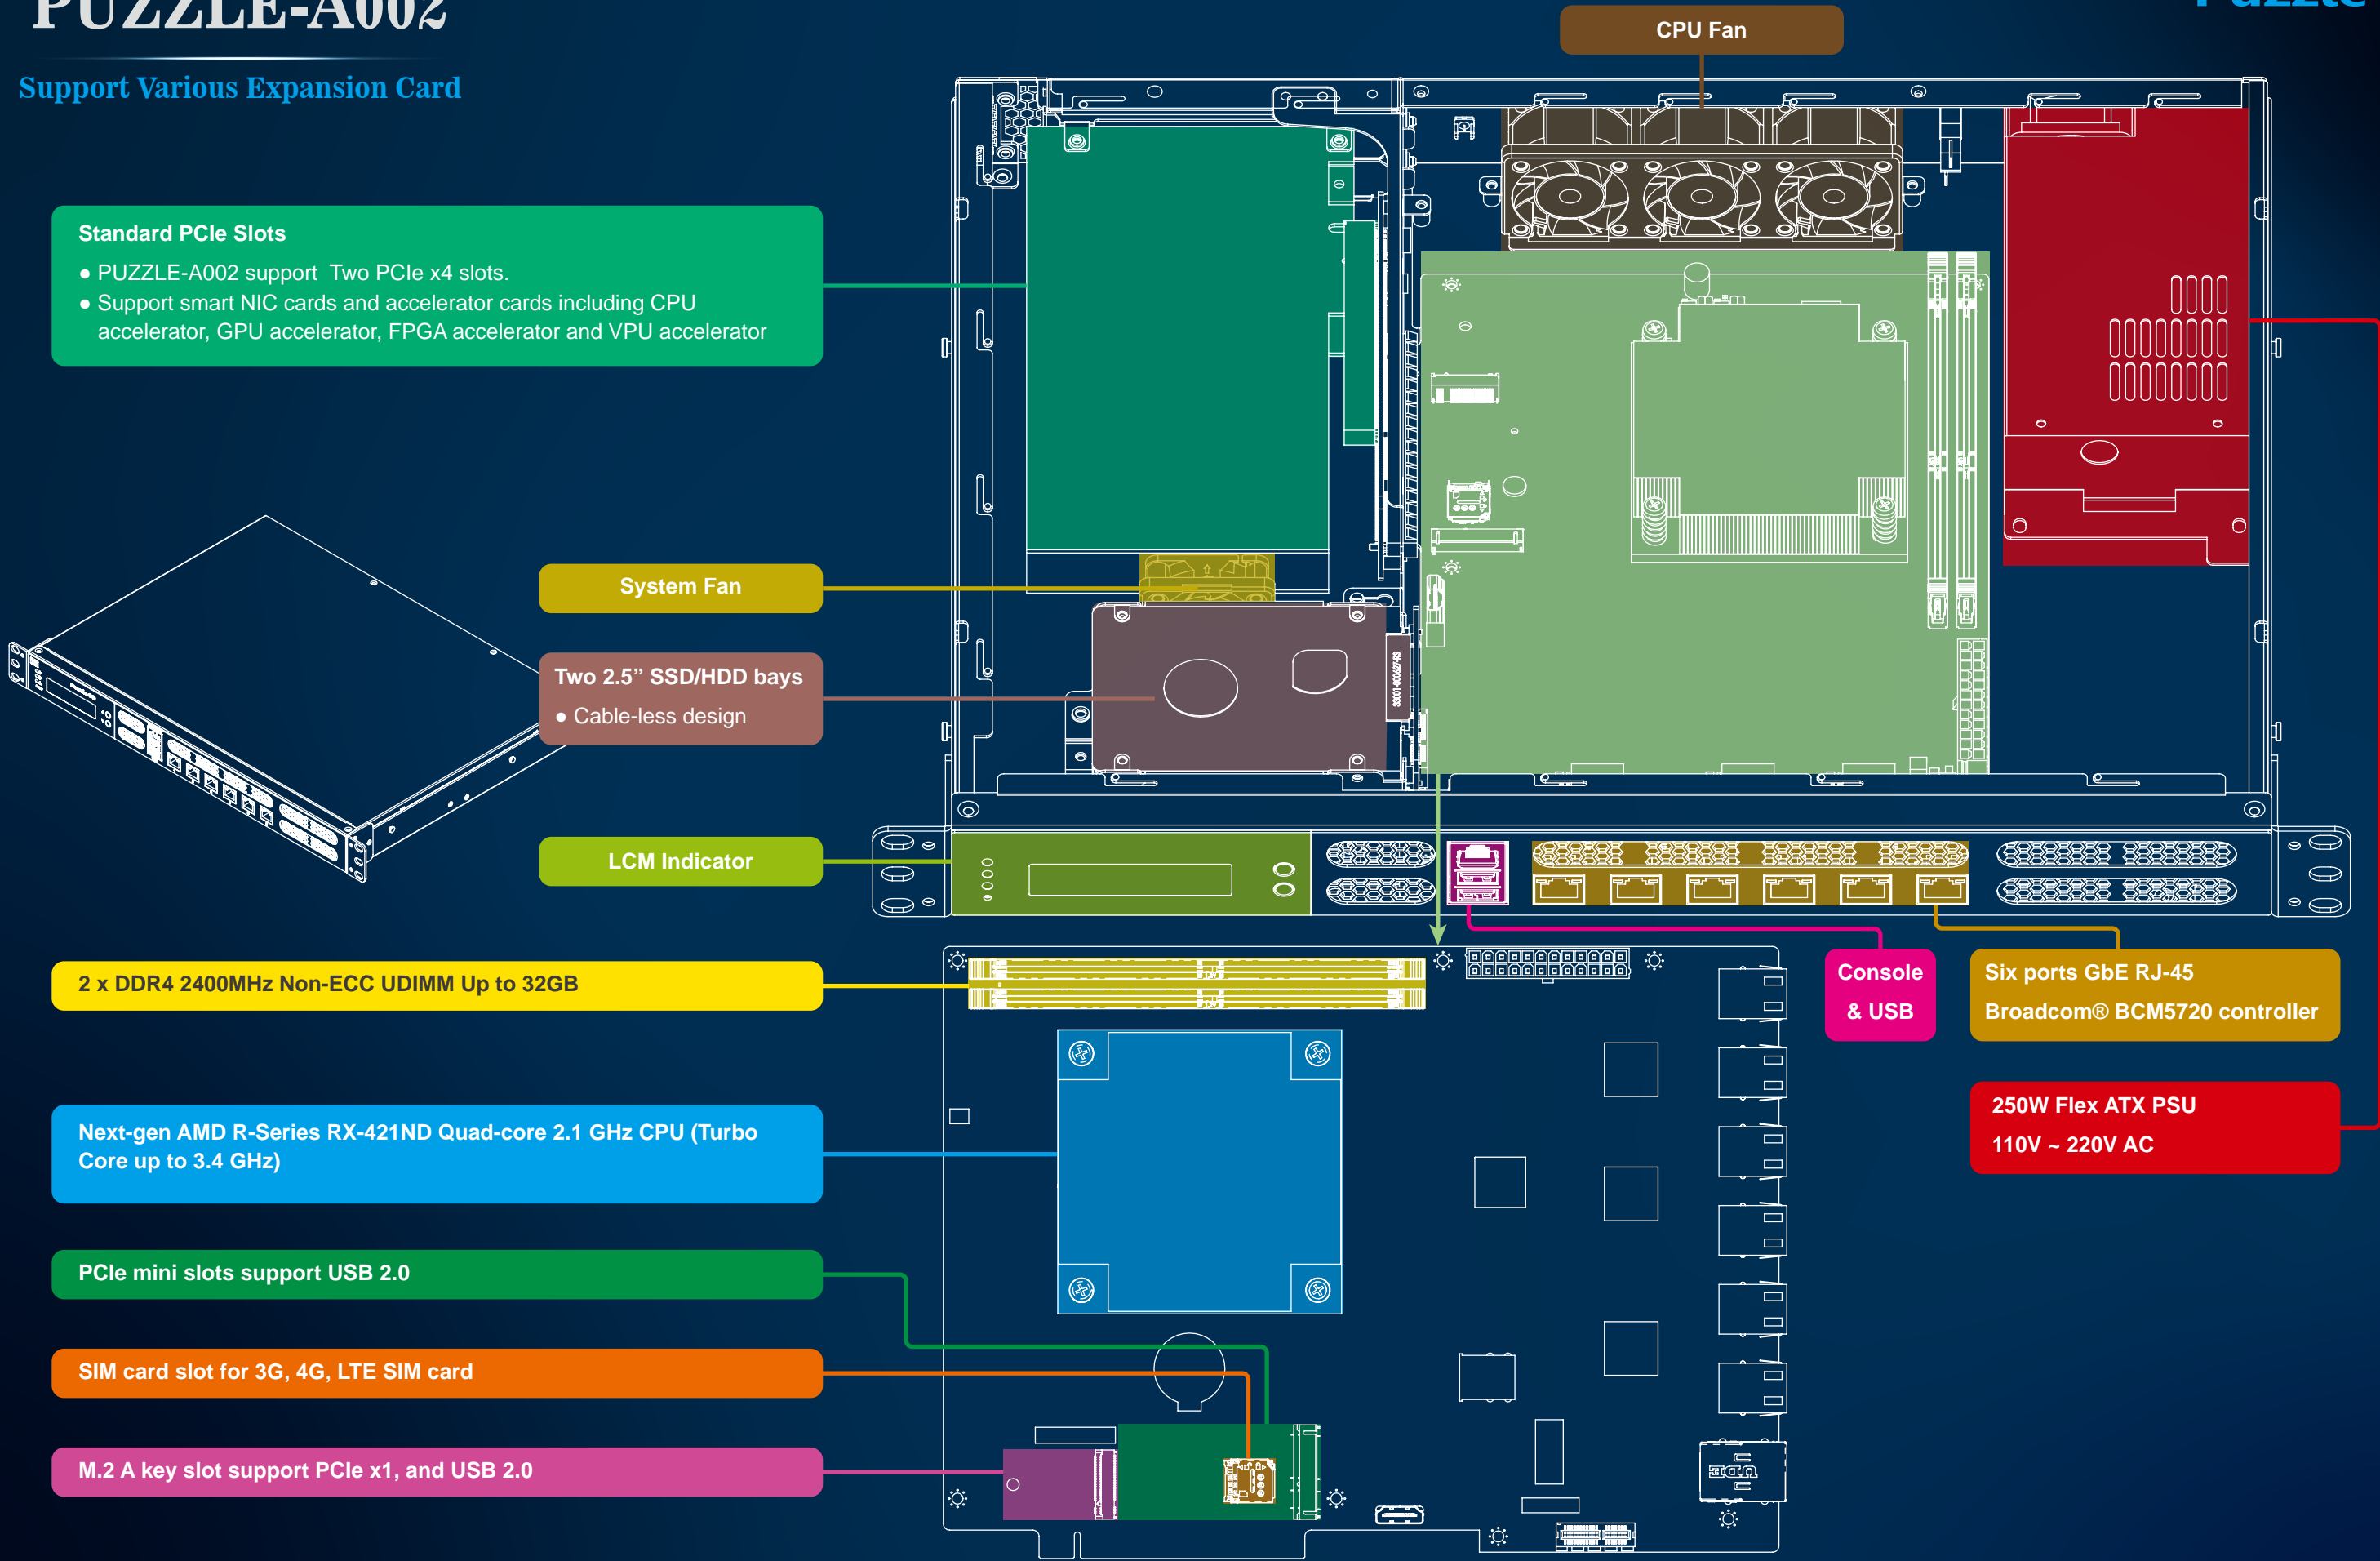 PUZZLE-A002
Puzzle
Support Various Expansion Card
CPU Fan
Standard PCIe Slots
● PUZZLE-A002 support Two PCIe x4 slots.
● Support smart NIC cards and accelerator cards including CPU
accelerator, GPU accelerator, FPGA accelerator and VPU accelerator
System Fan
Two 2.5” SSD/HDD bays
● Cable-less design
33001-000627-RS
LCM Indicator
2 x DDR4 2400MHz Non-ECC UDIMM Up to 32GB
Console
& USB
Six ports GbE RJ-45
Broadcom® BCM5720 controller
250W Flex ATX PSU
110V ~ 220V AC
Next-gen AMD R-Series RX-421ND Quad-core 2.1 GHz CPU (Turbo
Core up to 3.4 GHz)
PCIe mini slots support USB 2.0
SIM card slot for 3G, 4G, LTE SIM card
M.2 A key slot support PCIe x1, and USB 2.0